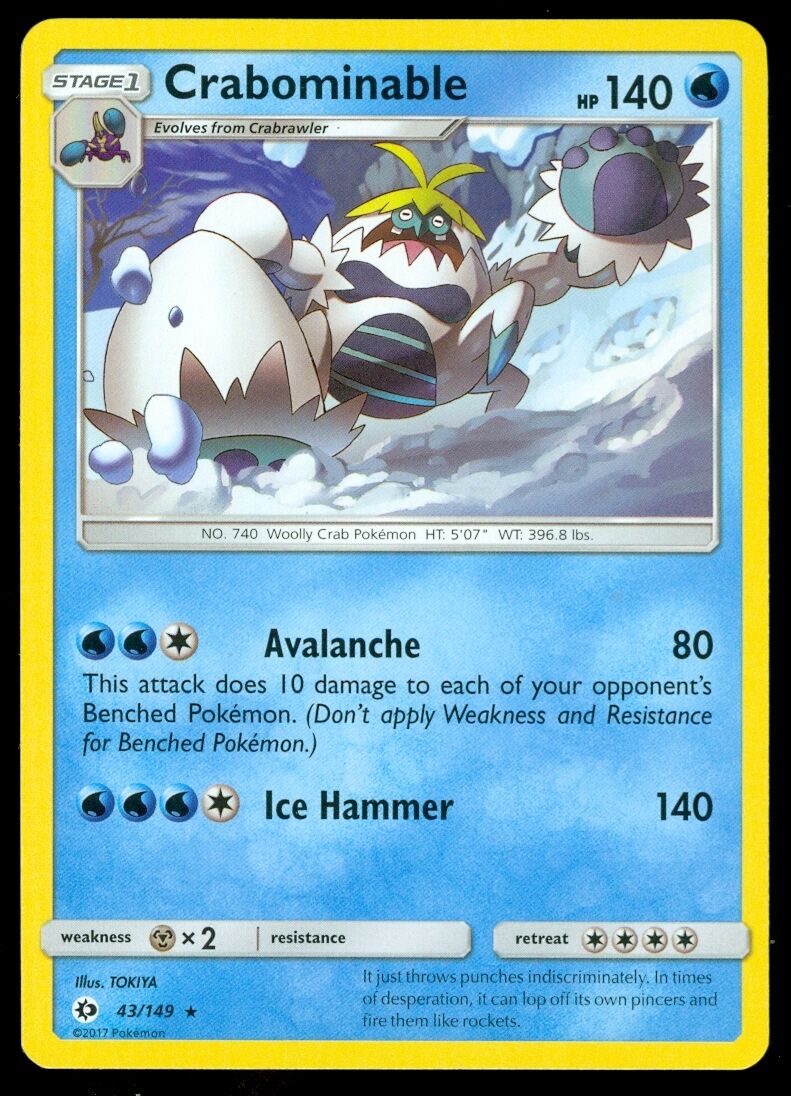 STAGE1
Crabominable
HP 140
Evolves from Crabrawler
NO. 740 Woolly Crab Pokémon HT: 5'07" WT: 396.8 lbs.
Avalanche 80
This attack does 10 damage to each of your opponent's
Benched Pokémon. (Don't apply Weakness and Resistance
for Benched Pokémon.)
Ice Hammer 140
weakness ×2 resistance retreat
Illus. TOKIYA
43/149 ★
©2017 Pokémon
It just throws punches indiscriminately. In times
of desperation, it can lop off its own pincers and
fire them like rockets.